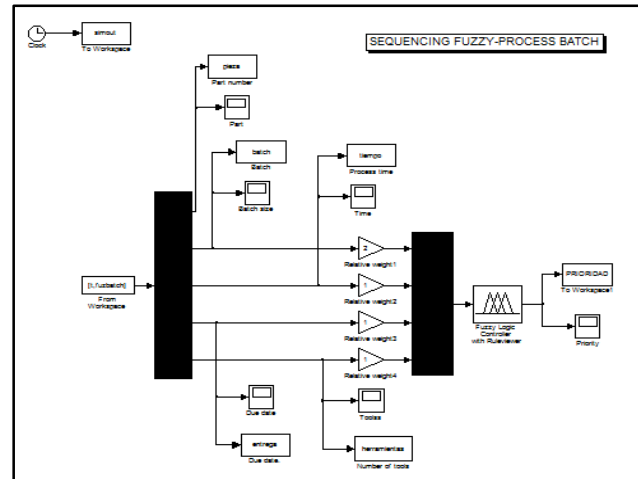 simout
Clock
To Workspace
SEQUENCING FUZZY-PROCESS BATCH
pieza
Part number
Part
batch
Batch
tiempo
Process time
Batch size
Time
2
Relative weight1
[t,fuzbatch]
From
Workspace
1
Relative weight2
PRIORIDAD
To Workspace1
Fuzzy Logic
Controller
with Ruleviewer
1
Relative weight3
Priority
1
Relative weight4
Due date
Toolss
entrega
Due date.
herramientas
Number of tools